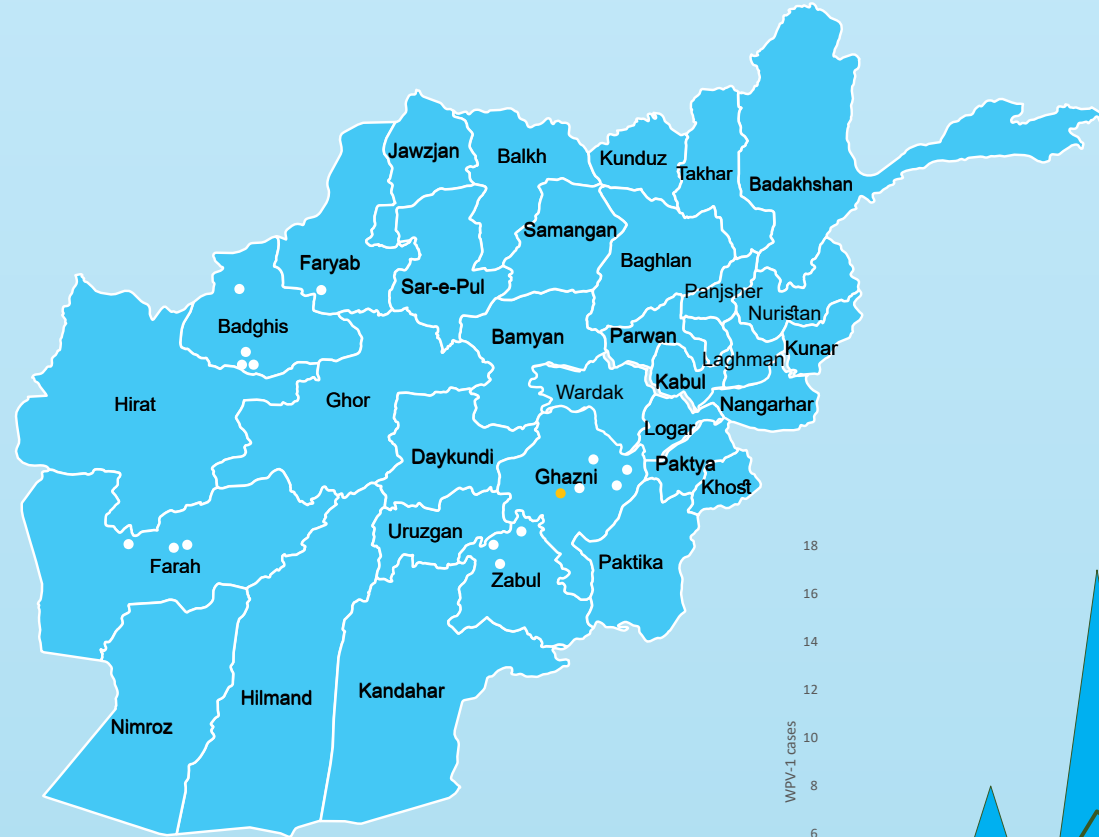 Jawzjan
Balkh
Kunduz
Takhar
Badakhshan
Samangan
Faryab
Baghlan
Sar-e-Pul
Panjsher
Nuristan
Badghis
Bamyan
Parwan
Kunar
Laghman
Kabul
Wardak
Ghor
Hirat
Nangarhar
Logar
Daykundi
Paktya
Ghazni
Khost
Uruzgan
Paktika
Farah
Zabul
Kandahar
Hilmand
Nimroz
18
16
14
12
10
8
6
WPV-1 cases